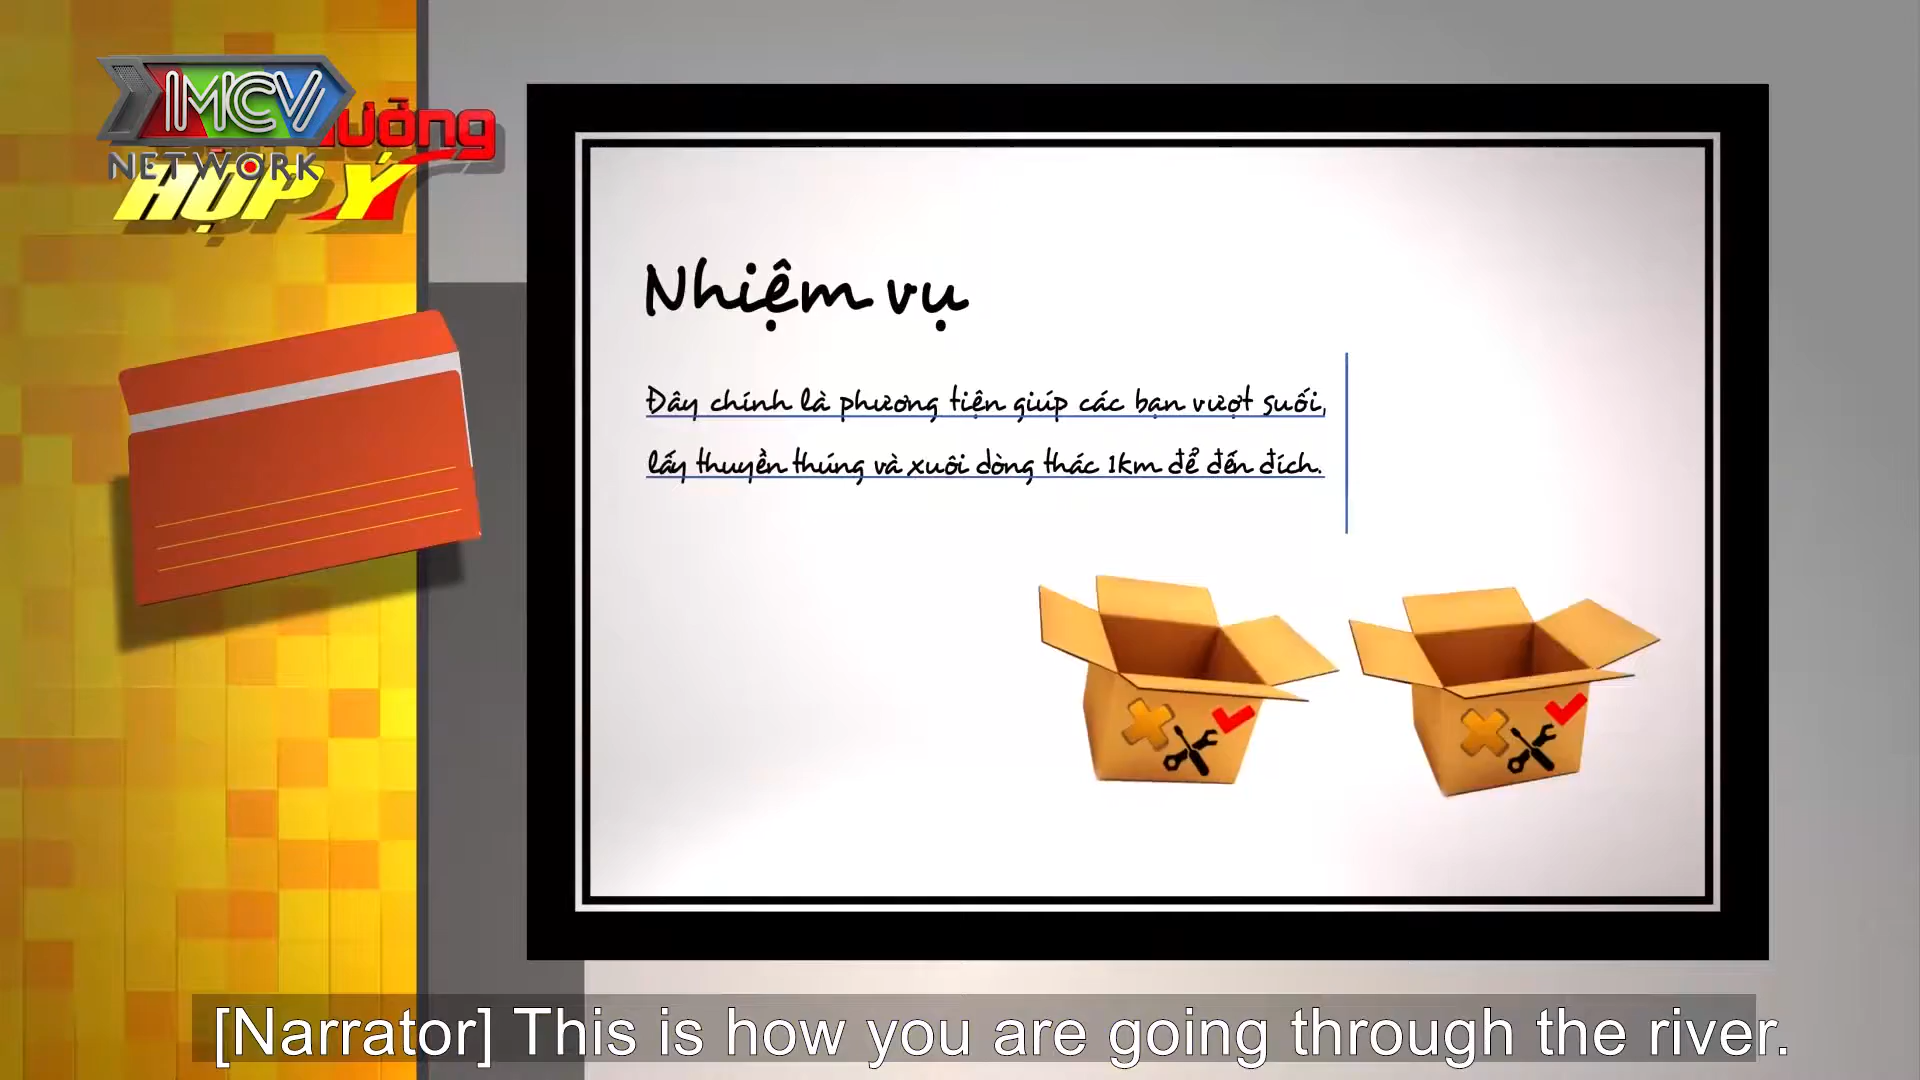 MCV
NETWORK
ưởng
HỢP Ý
Nhiệm vụ
Đây chính là phương tiện giúp các bạn vượt suối,
lấy thuyền thúng và xuôi dòng thác 1km để đến đích.
[Narrator] This is how you are going through the river.